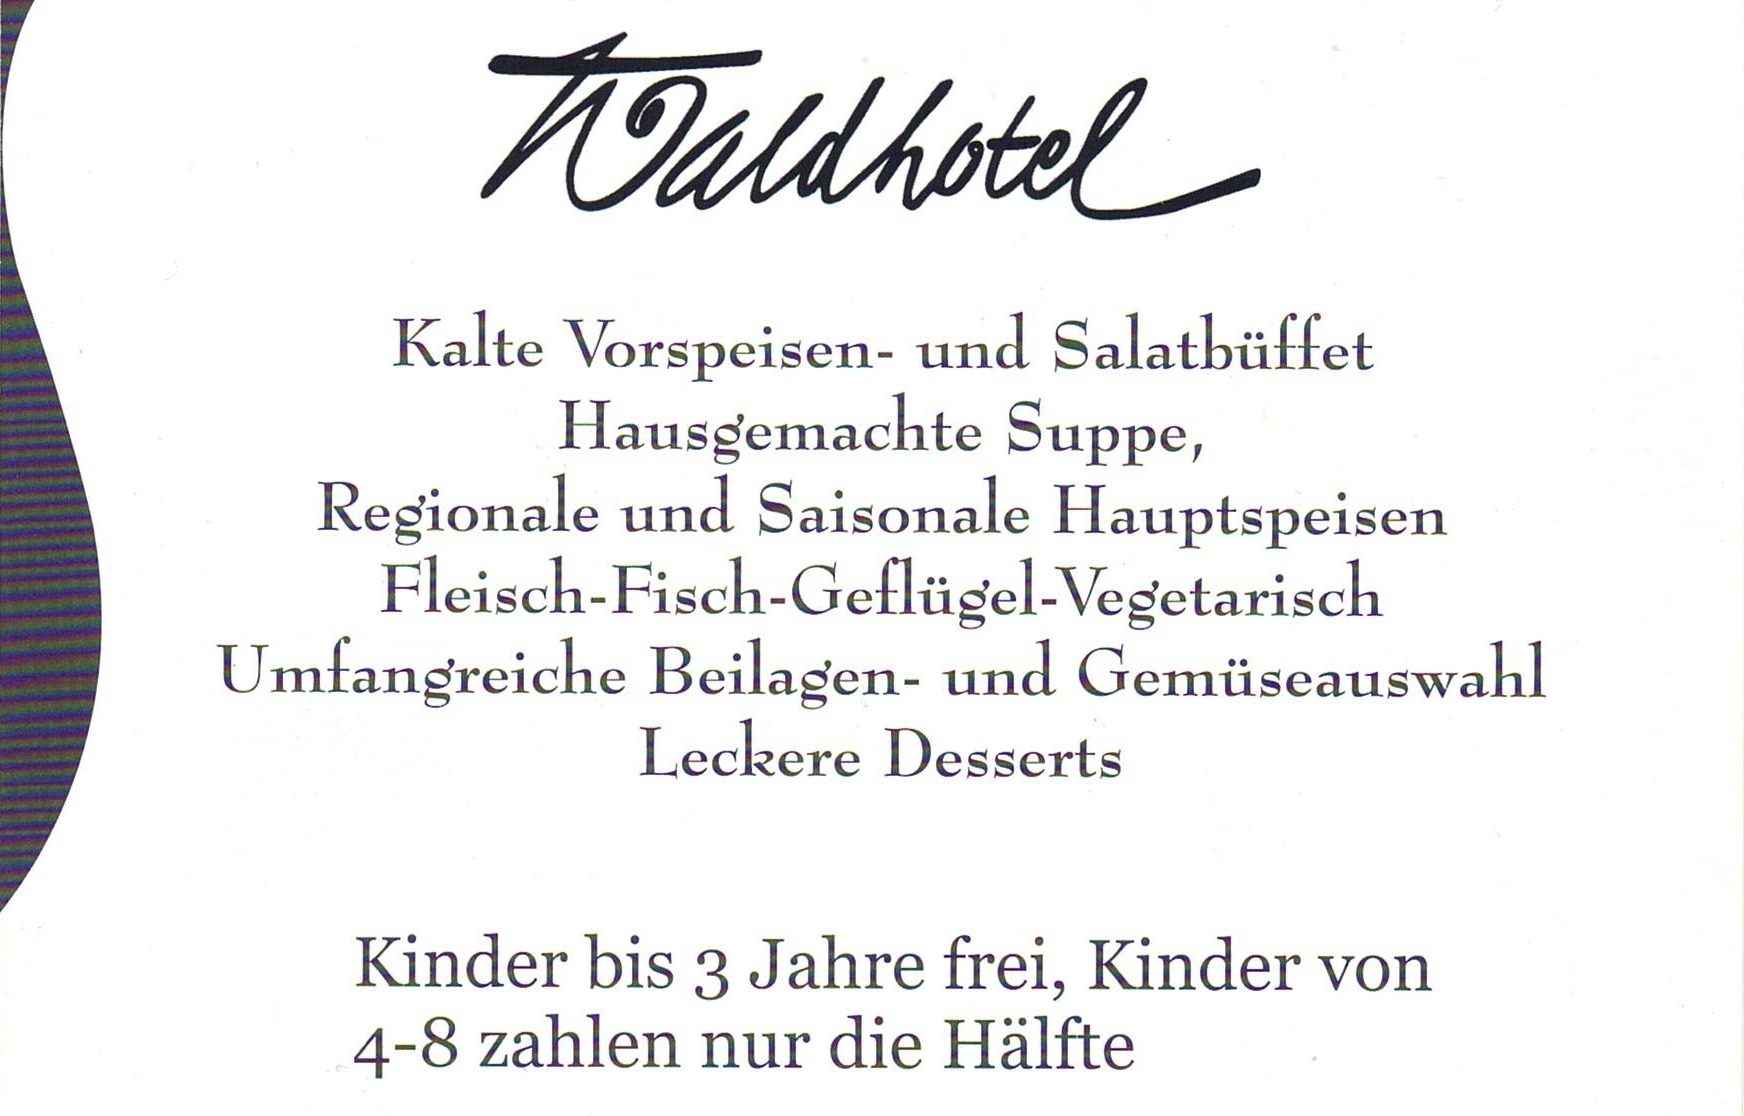 Waldhotel
Kalte Vorspeisen- und Salatbüffet
Hausgemachte Suppe,
Regionale und Saisonale Hauptspeisen
Fleisch-Fisch-Geflügel-Vegetarisch
Umfangreiche Beilagen- und Gemüseauswahl
Leckere Desserts
Kinder bis 3 Jahre frei, Kinder von
4-8 zahlen nur die Hälfte